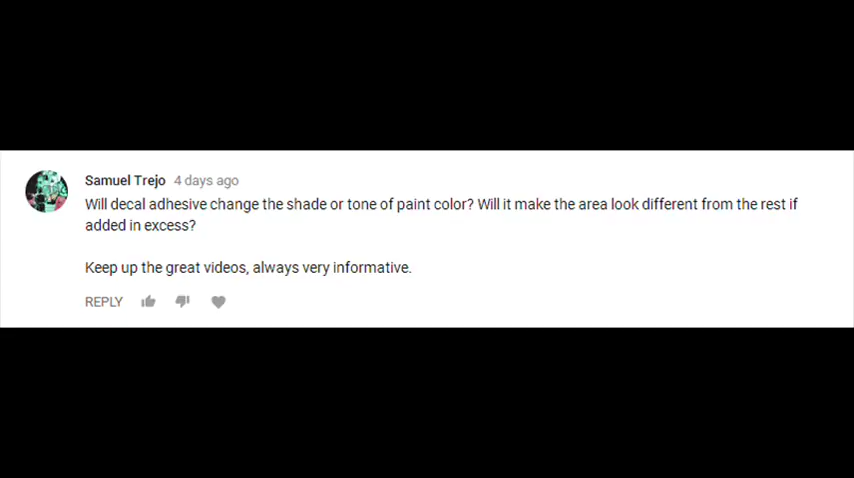 Samuel Trejo 4 days ago
Will decal adhesive change the shade or tone of paint color? Will it make the area look different from the rest if
added in excess?
Keep up the great videos, always very informative.
REPLY